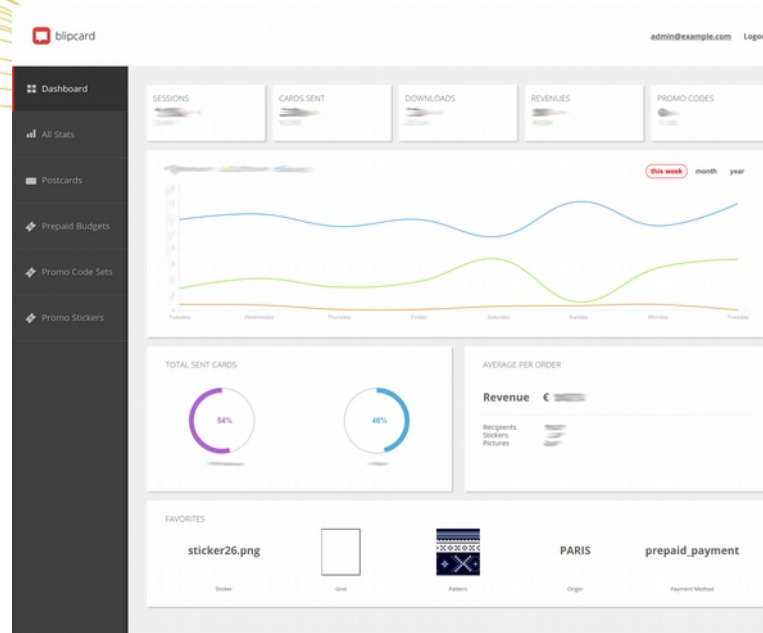 blipcard
admin@example.com
Dashboard
All Stats
Postcards
Prepaid Budgets
Promo Code Sets
Promo Stickers
SESSIONS
CARDS SENT
DOWNLOADS
REVENUES
PROMO CODES
this week month year
Tuesday Wednesday Thursday Friday Saturday Sunday Monday Tuesday
TOTAL SENT CARDS
54%
46%
AVERAGE PER ORDER
Revenue €
Recipients
Stickers
Pictures
FAVORITES
sticker26.png
PARIS
prepaid_payment
Sticker
Grid
Pattern
Origin
Payment Method